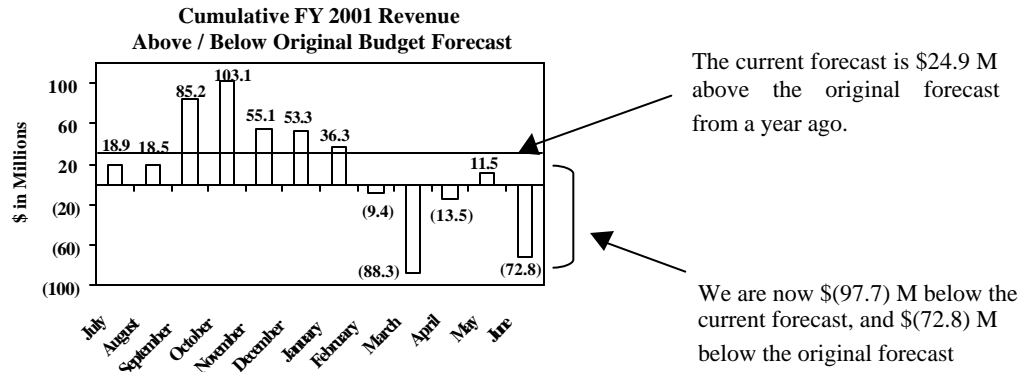 Cumulative FY 2001 Revenue
Above / Below Original Budget Forecast
The current forecast is $24.9 M
above the original forecast
from a year ago.
$ in Millions
100
60
20
(20)
(60)
(100)
18.9
18.5
85.2
103.1
55.1
53.3
36.3
(9.4)
(88.3)
(13.5)
11.5
(72.8)
July
August
September
October
November
December
January
February
March
April
May
June
We are now $(97.7) M below the
current forecast, and $(72.8) M
below the original forecast